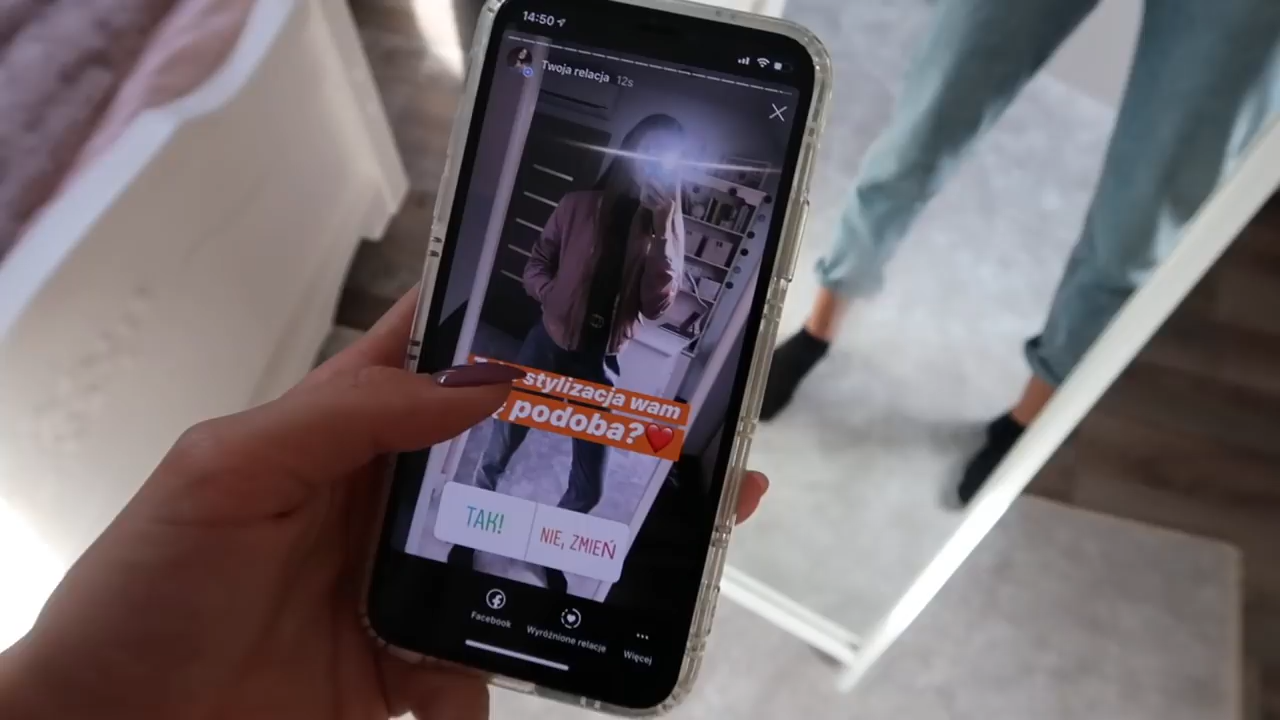 14:50
Twoja relacja 12s
stylizacja wam
podoba?❤️
TAK!
NIE, ZMIEŃ
Facebook
Wyróżnione relacje
Więcej